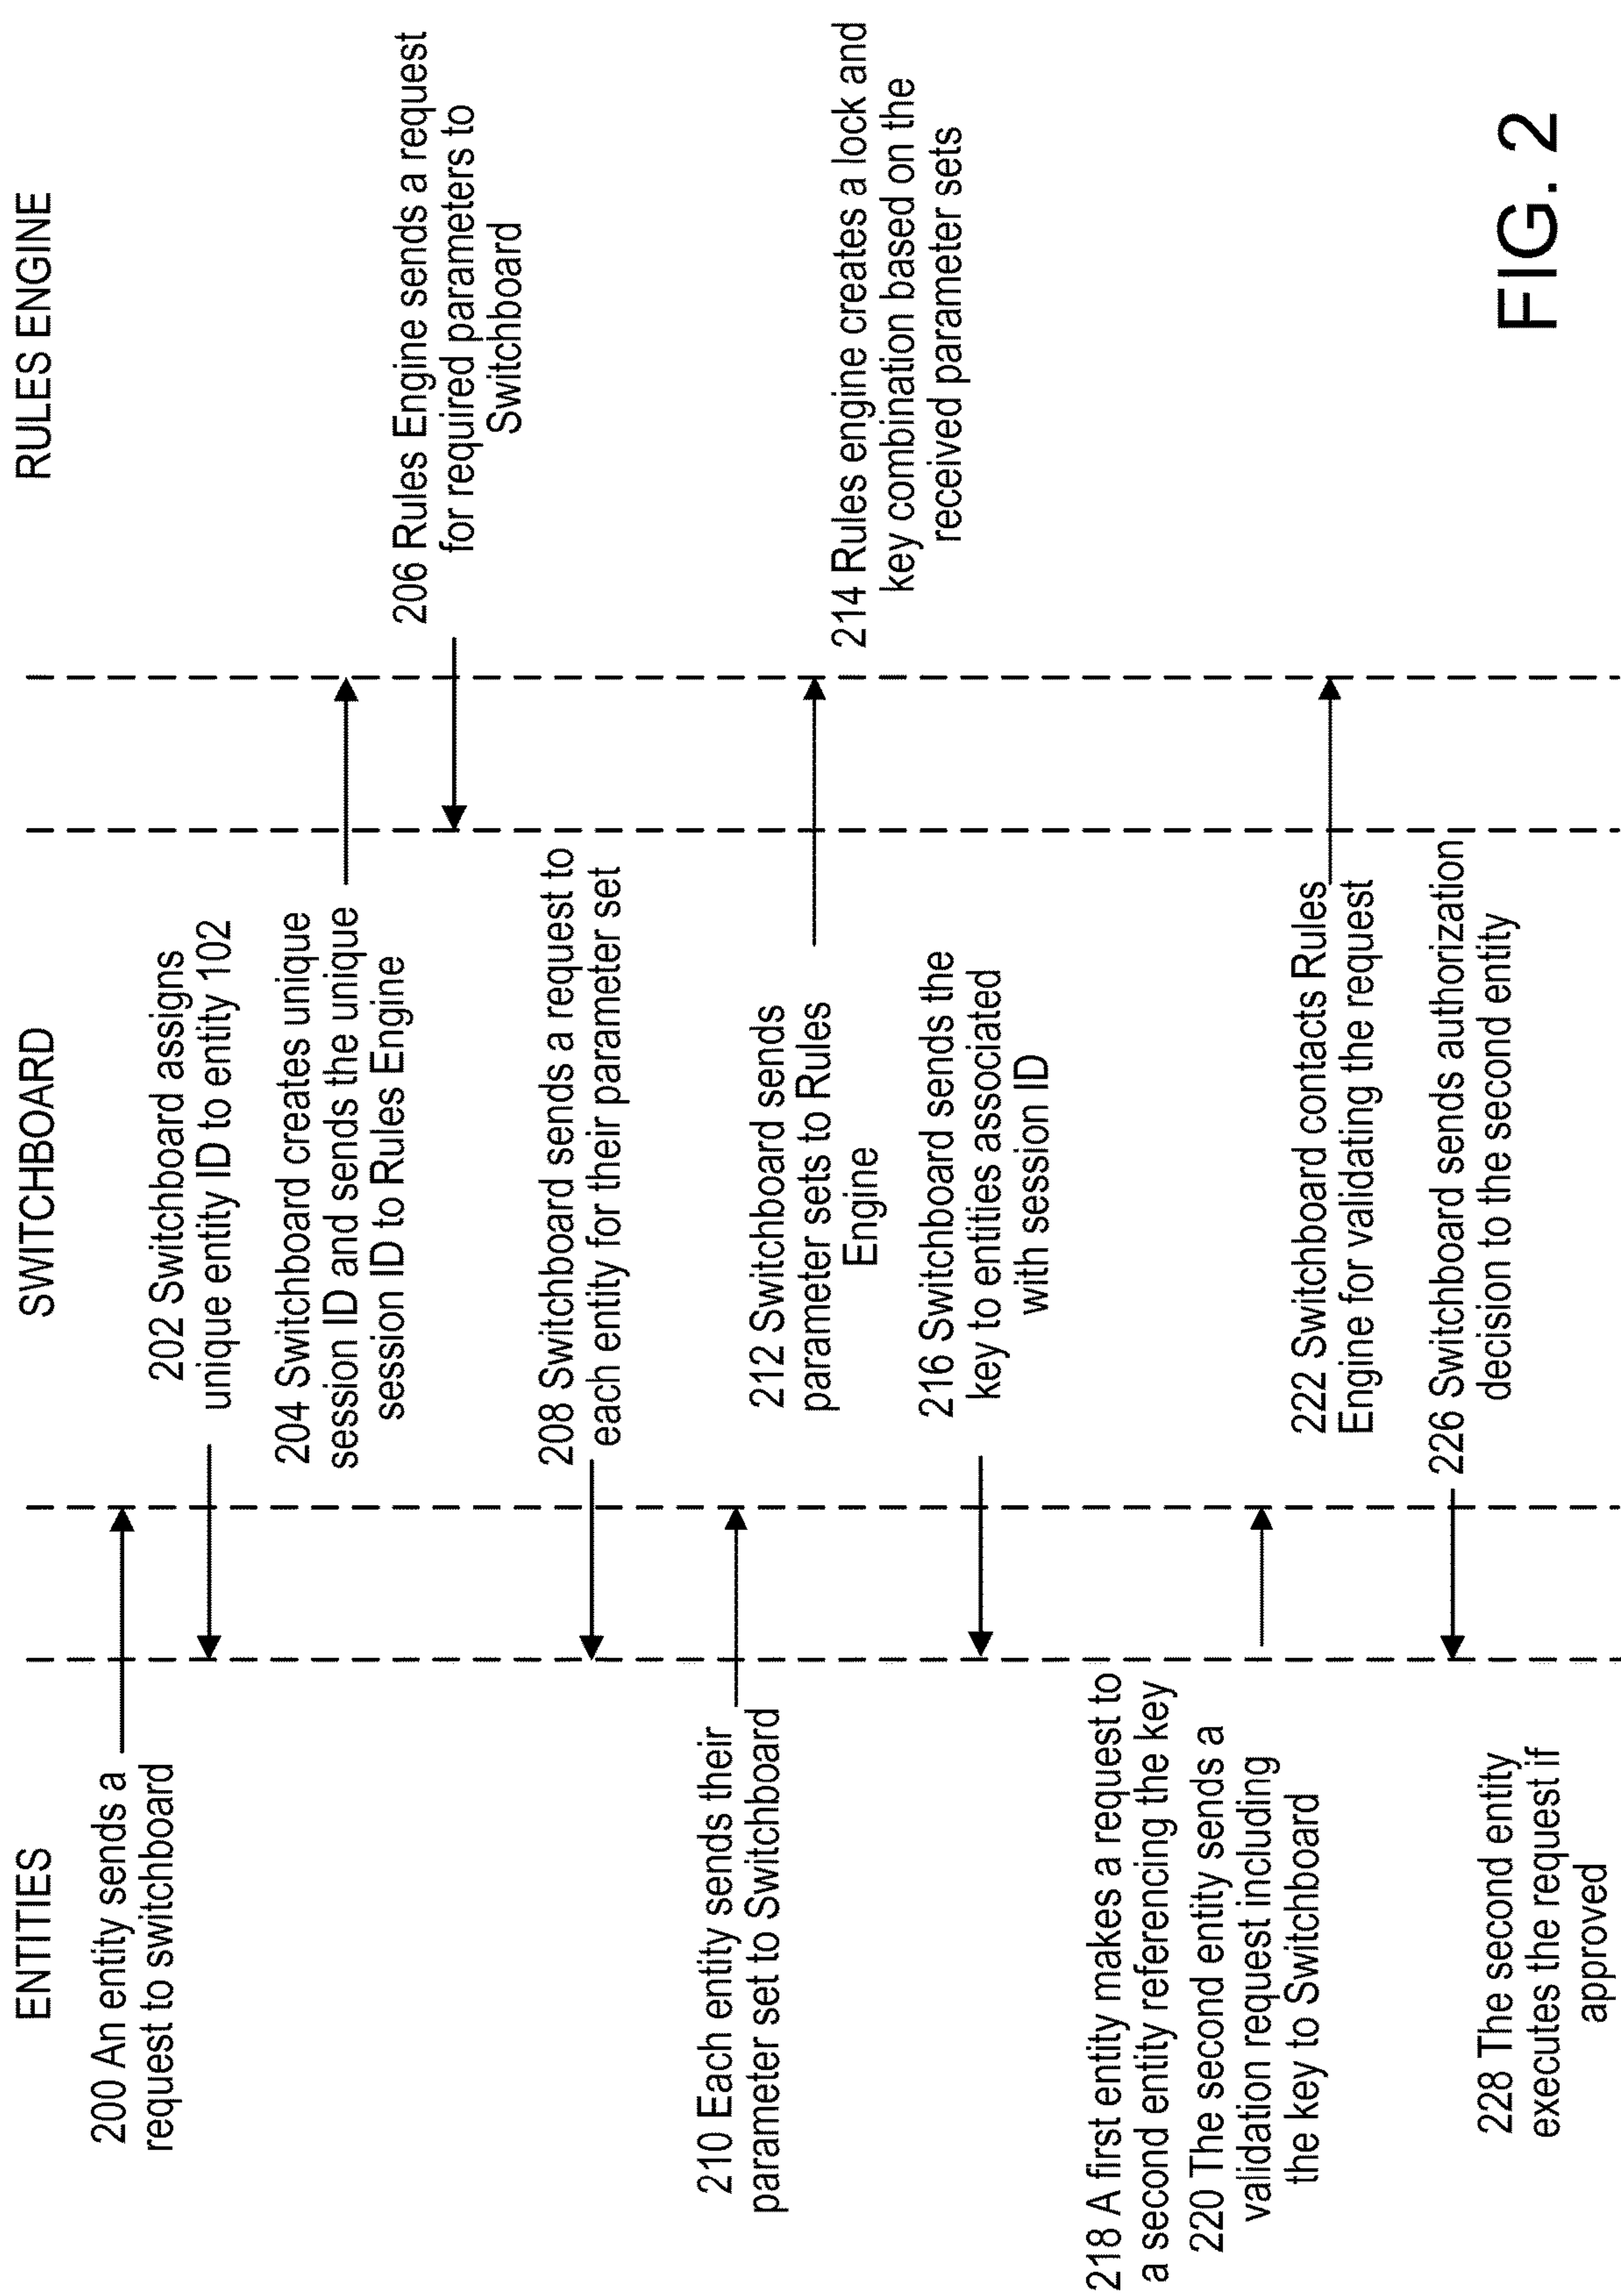 ENTITIES
SWITCHBOARD
RULES ENGINE
200 An entity sends a
request to switchboard
202 Switchboard assigns
unique entity ID to entity 102
204 Switchboard creates unique
session ID and sends the unique
session ID to Rules Engine
206 Rules Engine sends a request
for required parameters to
Switchboard
208 Switchboard sends a request to
each entity for their parameter set
210 Each entity sends their
parameter set to Switchboard
212 Switchboard sends
parameter sets to Rules
Engine
214 Rules engine creates a lock and
key combination based on the
received parameter sets
216 Switchboard sends the
key to entities associated
with session ID
218 A first entity makes a request to
a second entity referencing the key
220 The second entity sends a
validation request including
the key to Switchboard
222 Switchboard contacts Rules
Engine for validating the request
226 Switchboard sends authorization
decision to the second entity
228 The second entity
executes the request if
approved
FIG. 2